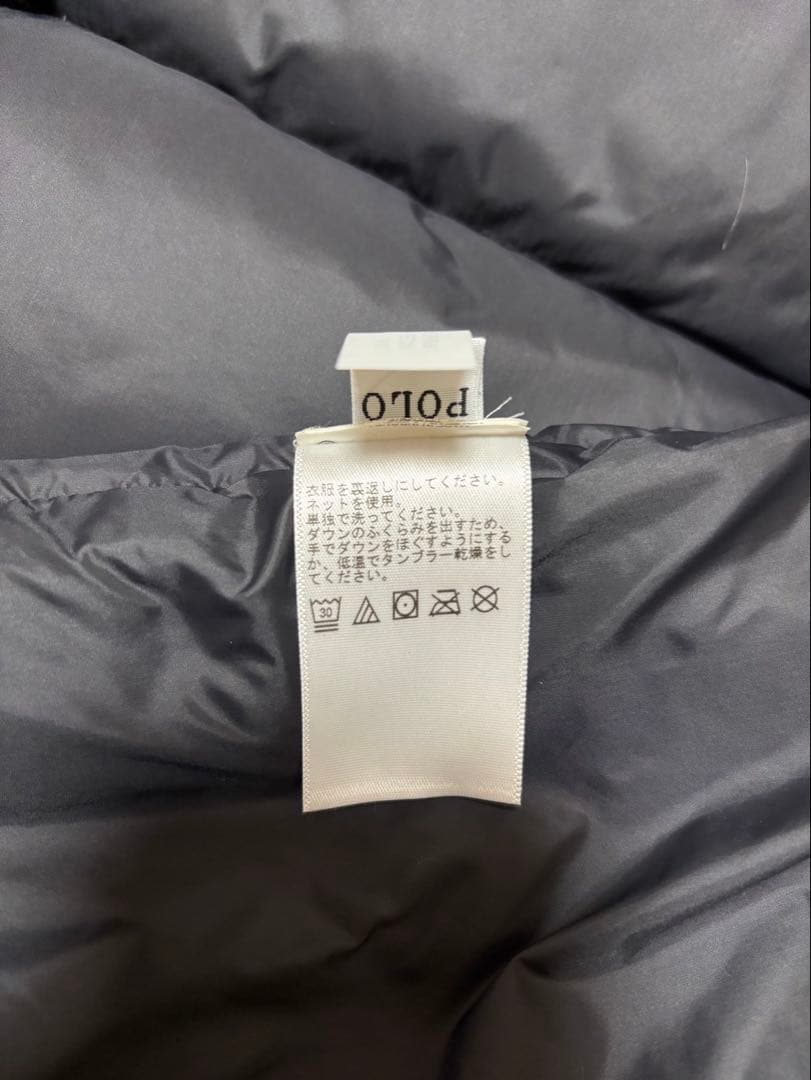 POLO
衣服を裏返しにしてください。
ネットを使用。
単独で洗ってください。
ダウンのふくらみを出すため、
手でダウンをほぐすようにする
か、低温でタンブラー乾燥をし
てください。
30